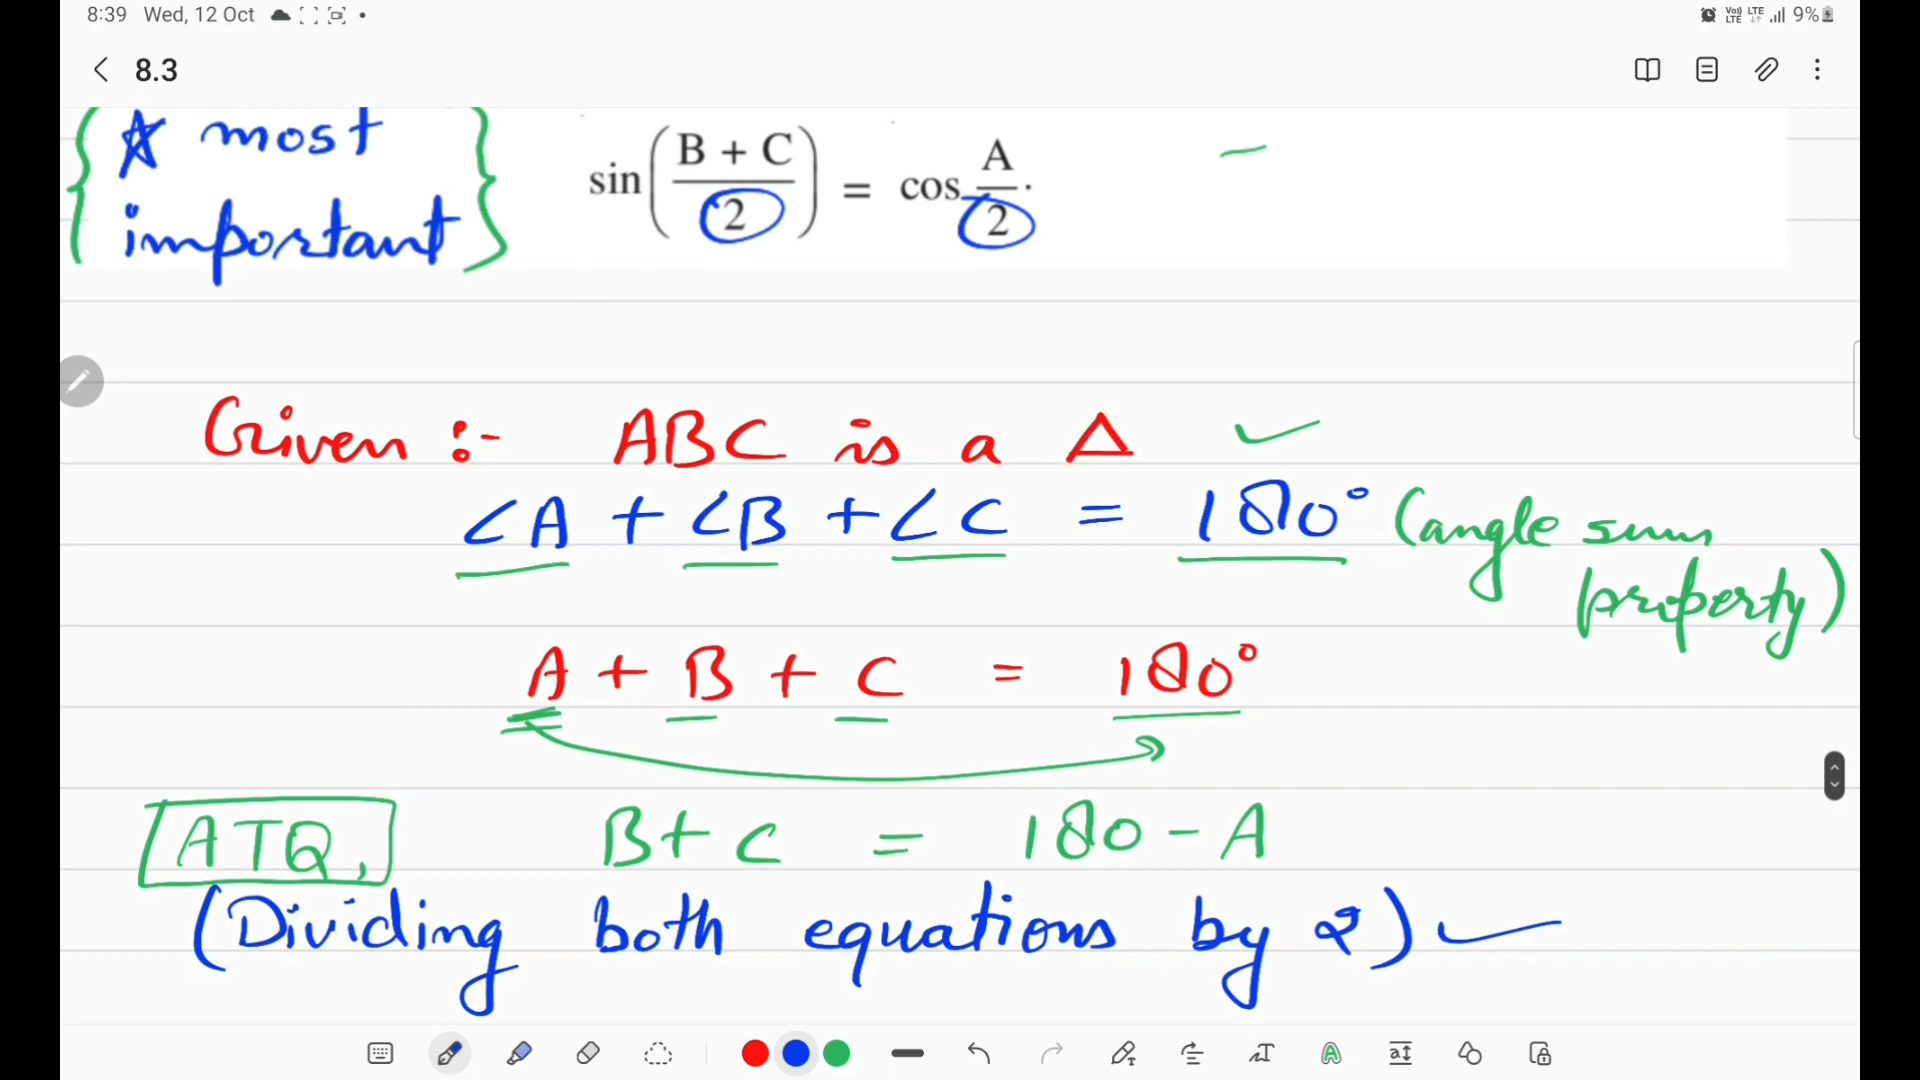 8:39 Wed, 12 Oct
9%
8.3
☆ most
important
sin((B + C)/2) = cos A/2.
Given :- ABC is a Δ ✓
∠A + ∠B + ∠C = 180° (angle sum
property)
A + B + C = 180°
ATQ, B + C = 180 - A
(Dividing both equations by 2) ✓